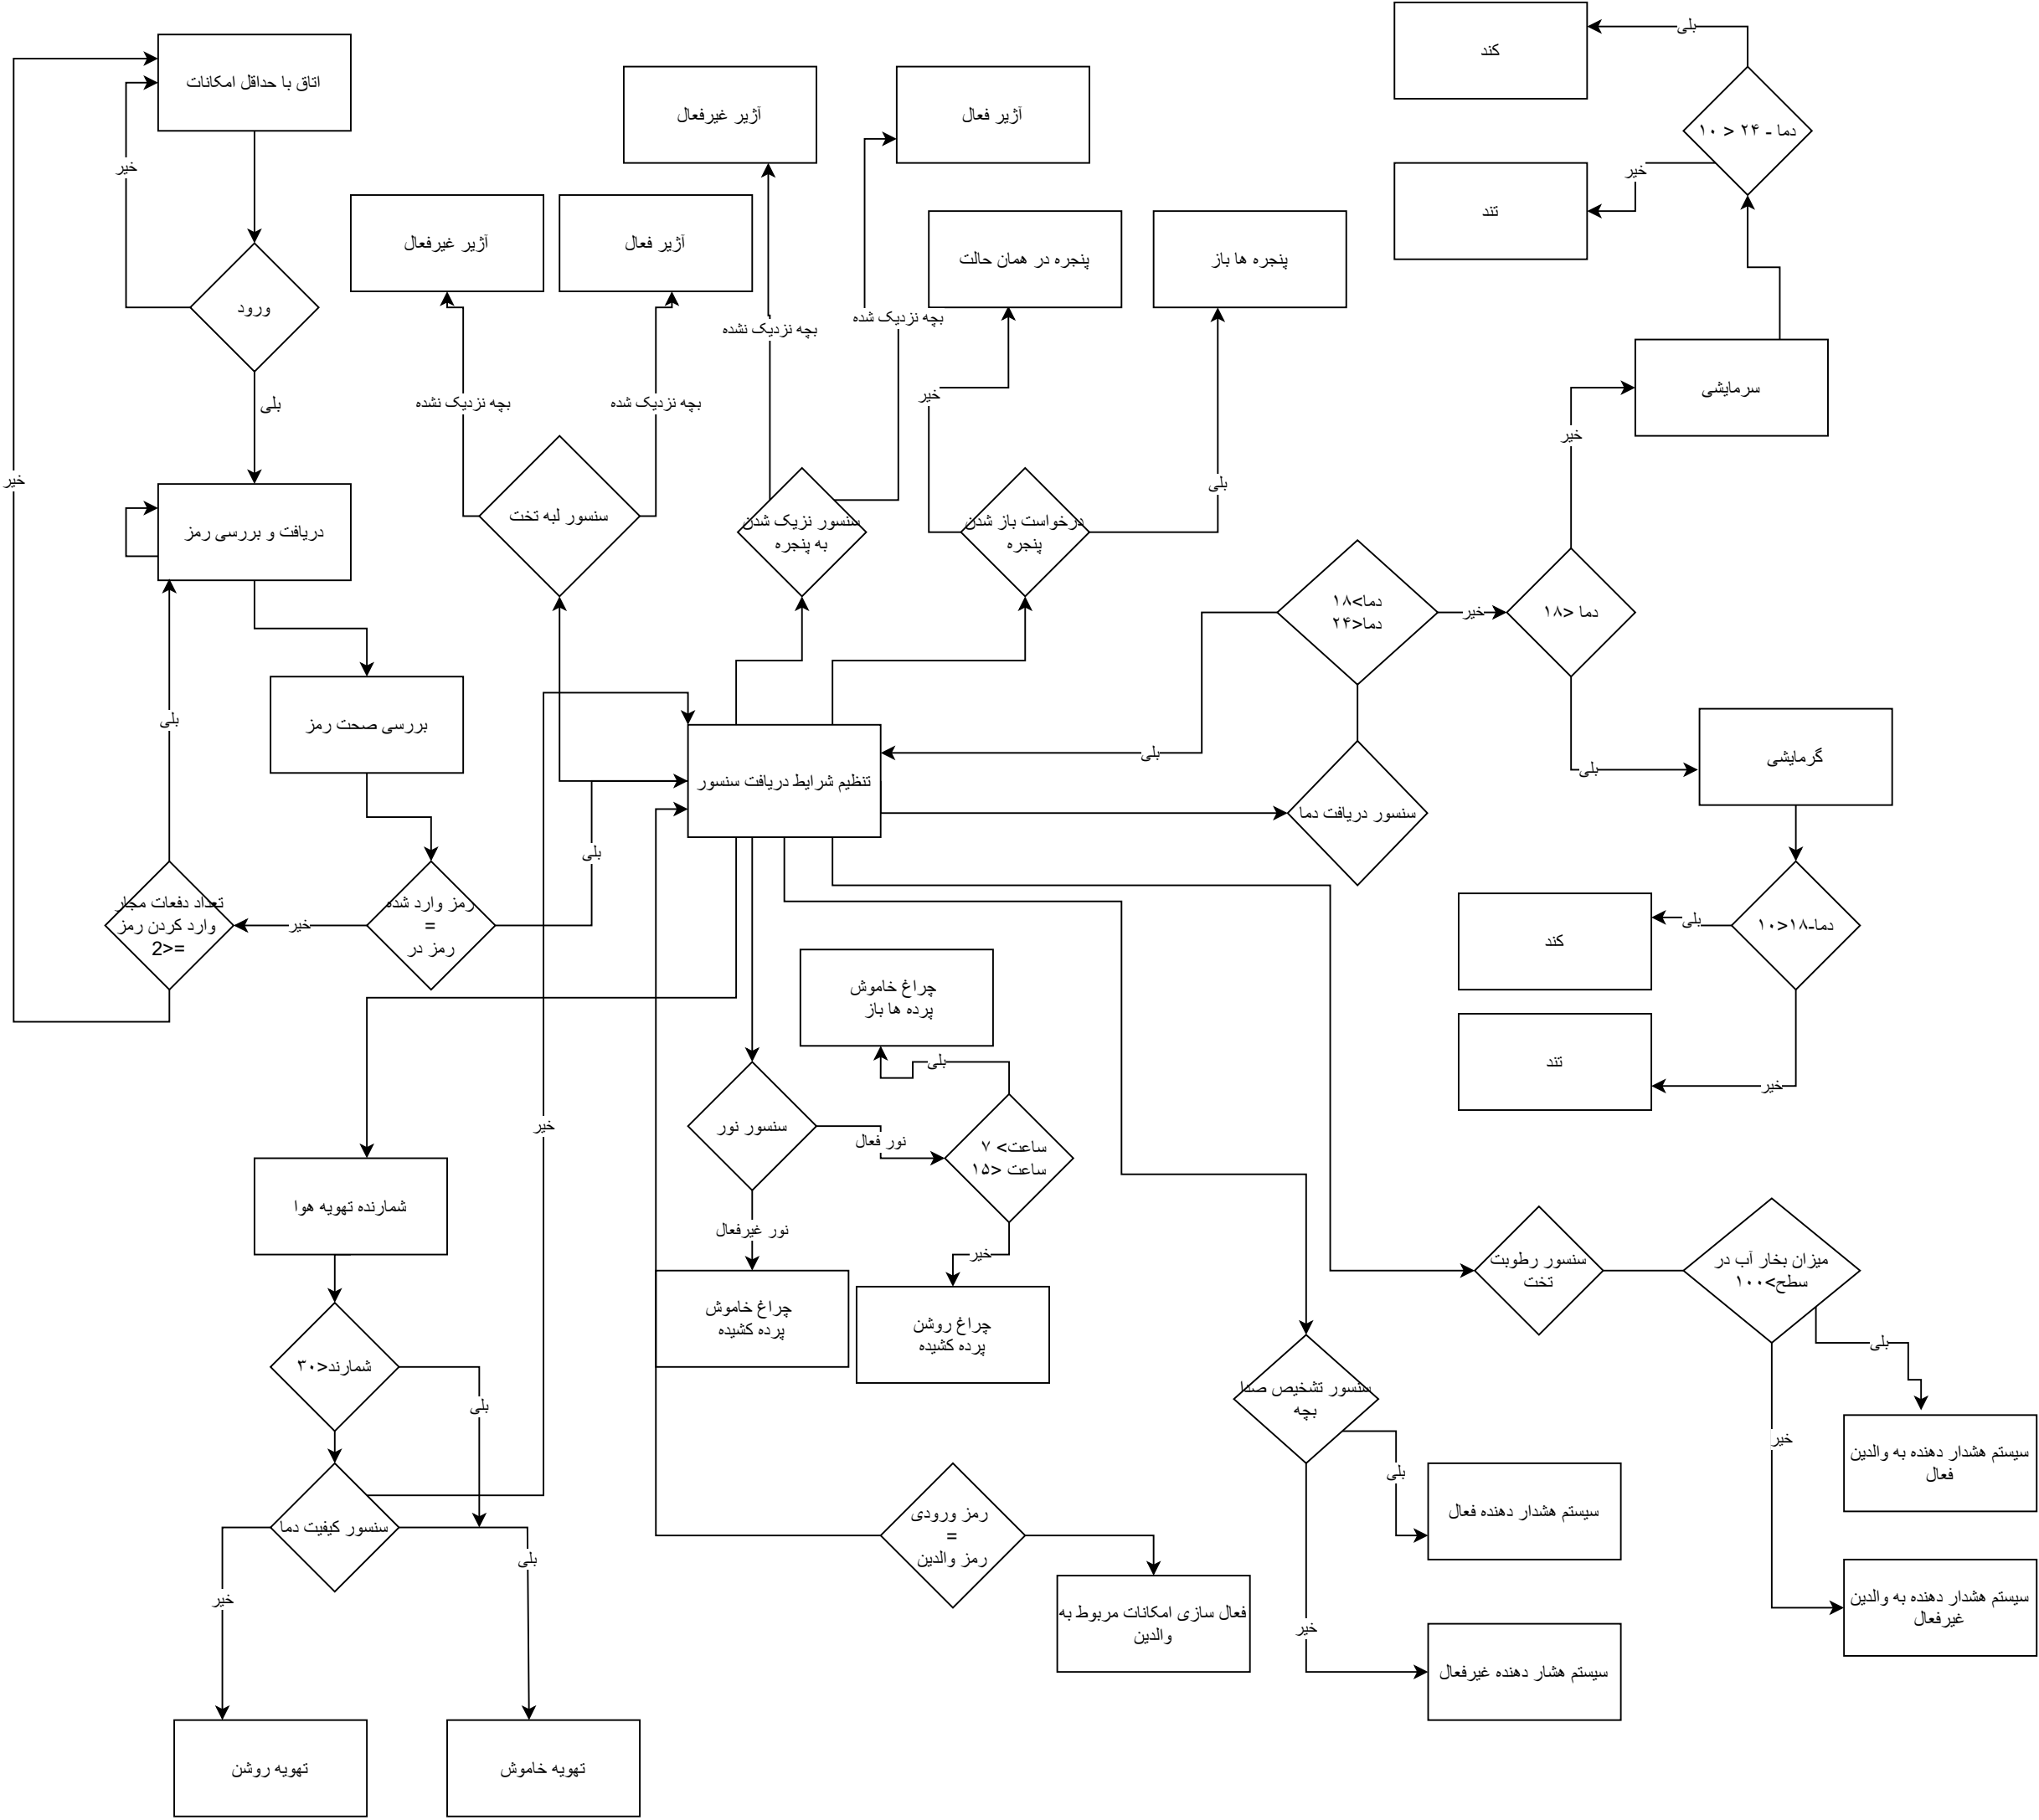 اتاق با حداقل امکانات
خیر
ورود
بلی
دریافت و بررسی رمز
خیر
بلی
بررسی صحت رمز
رمز وارد شده
=
رمز در
خیر
بلی
تعداد دفعات مجار
وارد کردن رمز
2>=
آژیر غیرفعال
آژیر فعال
بچه نزدیک نشده
بچه نزدیک شده
سنسور لبه تخت
آژیر غیرفعال
آژیر فعال
بچه نزدیک نشده
بچه نزدیک شده
سنسور نزیک شدن
به پنجره
پنجره در همان حالت
پنجره ها باز
خیر
بلی
درخواست باز شدن
پنجره
تنظیم شرایط دریافت سنسور
بلی
سنسور دریافت دما
دما>۱۸
دما<۲۴
خیر
دما <۱۸
خیر
سرمایشی
دما - ۲۴ < ۱۰
بلی
کند
خیر
تند
بلی
گرمایشی
دما-۱۸<۱۰
بلی
کند
خیر
تند
چراغ خاموش
پرده ها باز
بلی
سنسور نور
نور فعال
ساعت> ۷
ساعت <۱۵
نور غیرفعال
خیر
چراغ خاموش
پرده کشیده
چراغ روشن
پرده کشیده
شمارنده تهویه هوا
خیر
شمارند<۳۰
بلی
سنسور کیفیت دما
بلی
خیر
تهویه روشن
تهویه خاموش
رمز ورودی
=
رمز والدین
فعال سازی امکانات مربوط به
والدین
سنسور تشخیص صدا
بچه
بلی
سیستم هشدار دهنده فعال
خیر
سیستم هشار دهنده غیرفعال
سنسور رطوبت
تخت
میزان بخار آب در
سطح>۱۰۰
بلی
خیر
سیستم هشدار دهنده به والدین
فعال
سیستم هشدار دهنده به والدین
غیرفعال